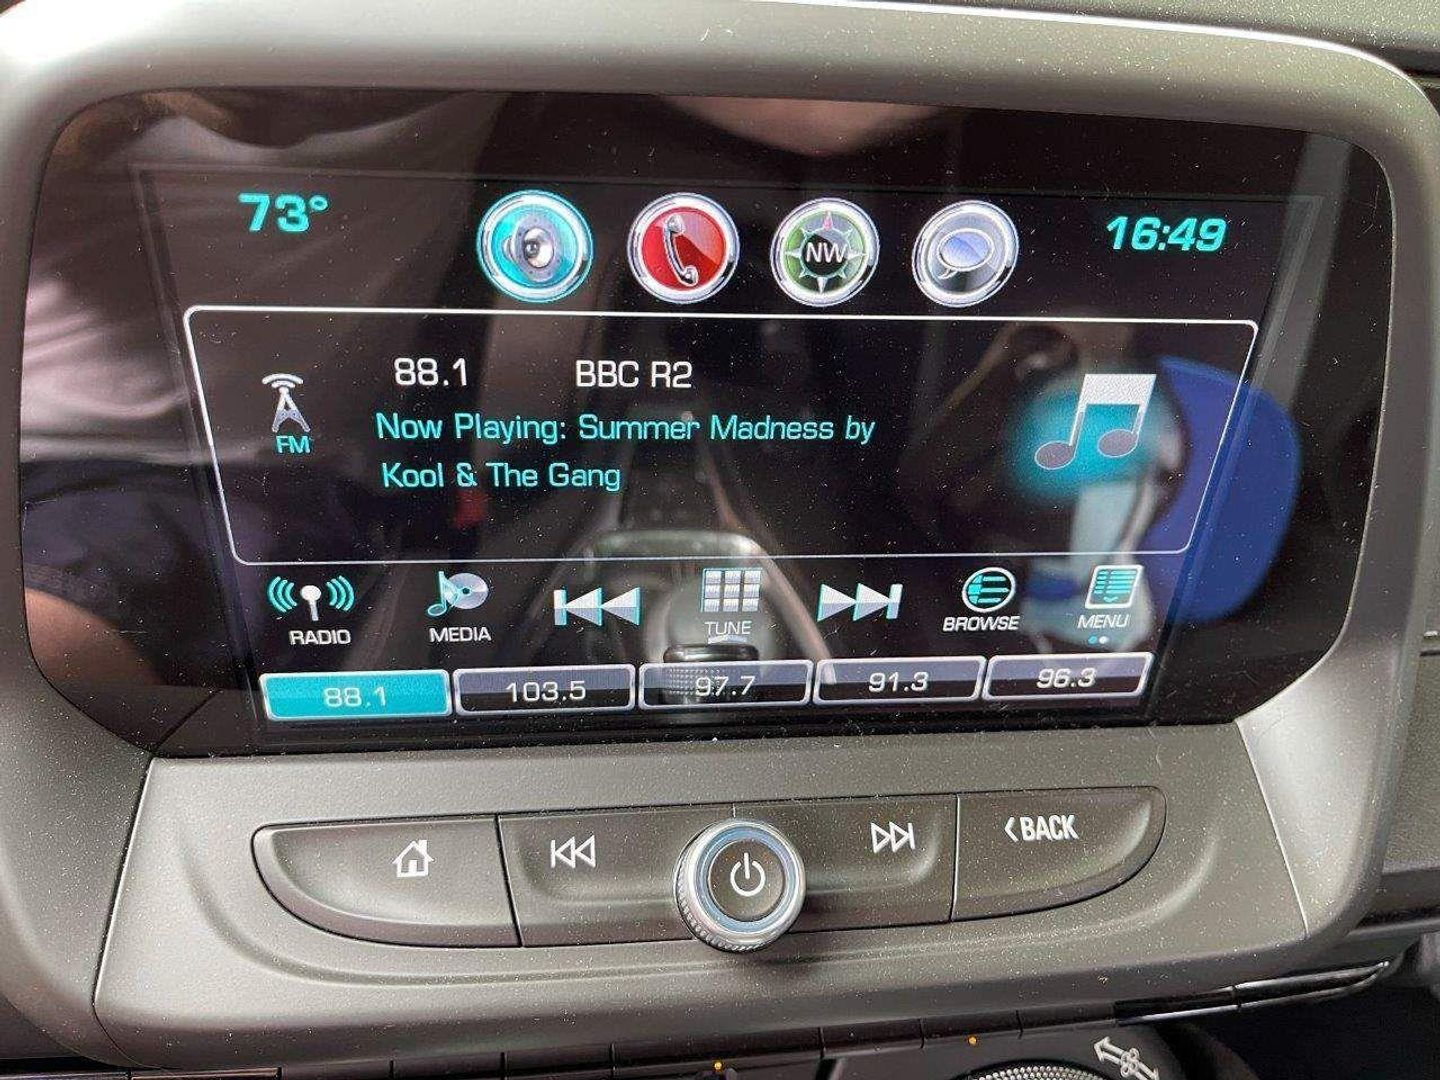 73°
NW
16:49
88.1 BBC R2
Now Playing: Summer Madness by
Kool & The Gang
FM
RADIO MEDIA TUNE BROWSE MENU
88.1 103.5 97.7 91.3 96.3
<BACK